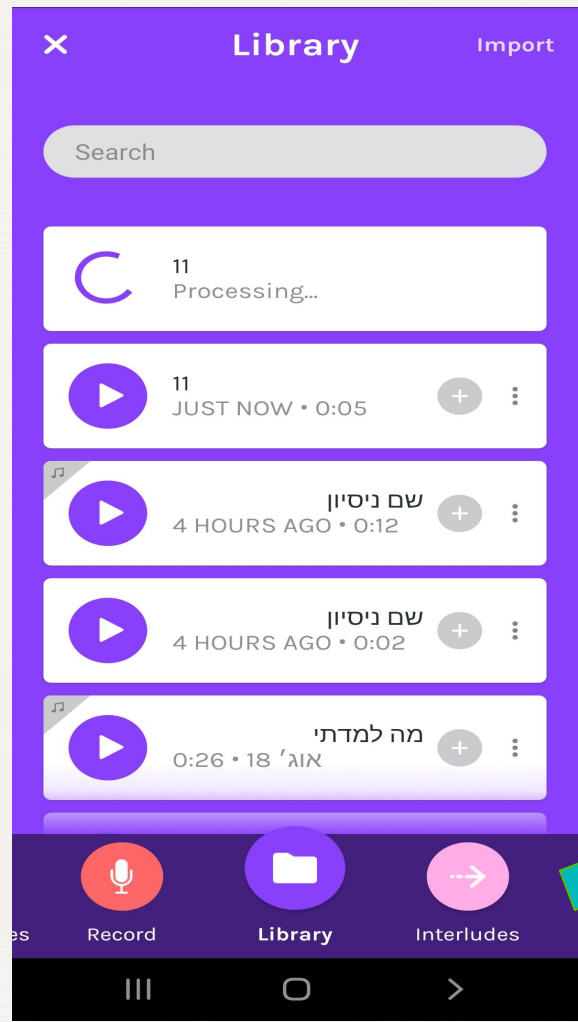 Library
Import
Search
11
Processing...
11
JUST NOW • 0:05
שם ניסיון
4 HOURS AGO • 0:12
שם ניסיון
4 HOURS AGO • 0:02
מה למדתי
0:26 • 18 אוג׳
es
Record
Library
Interludes